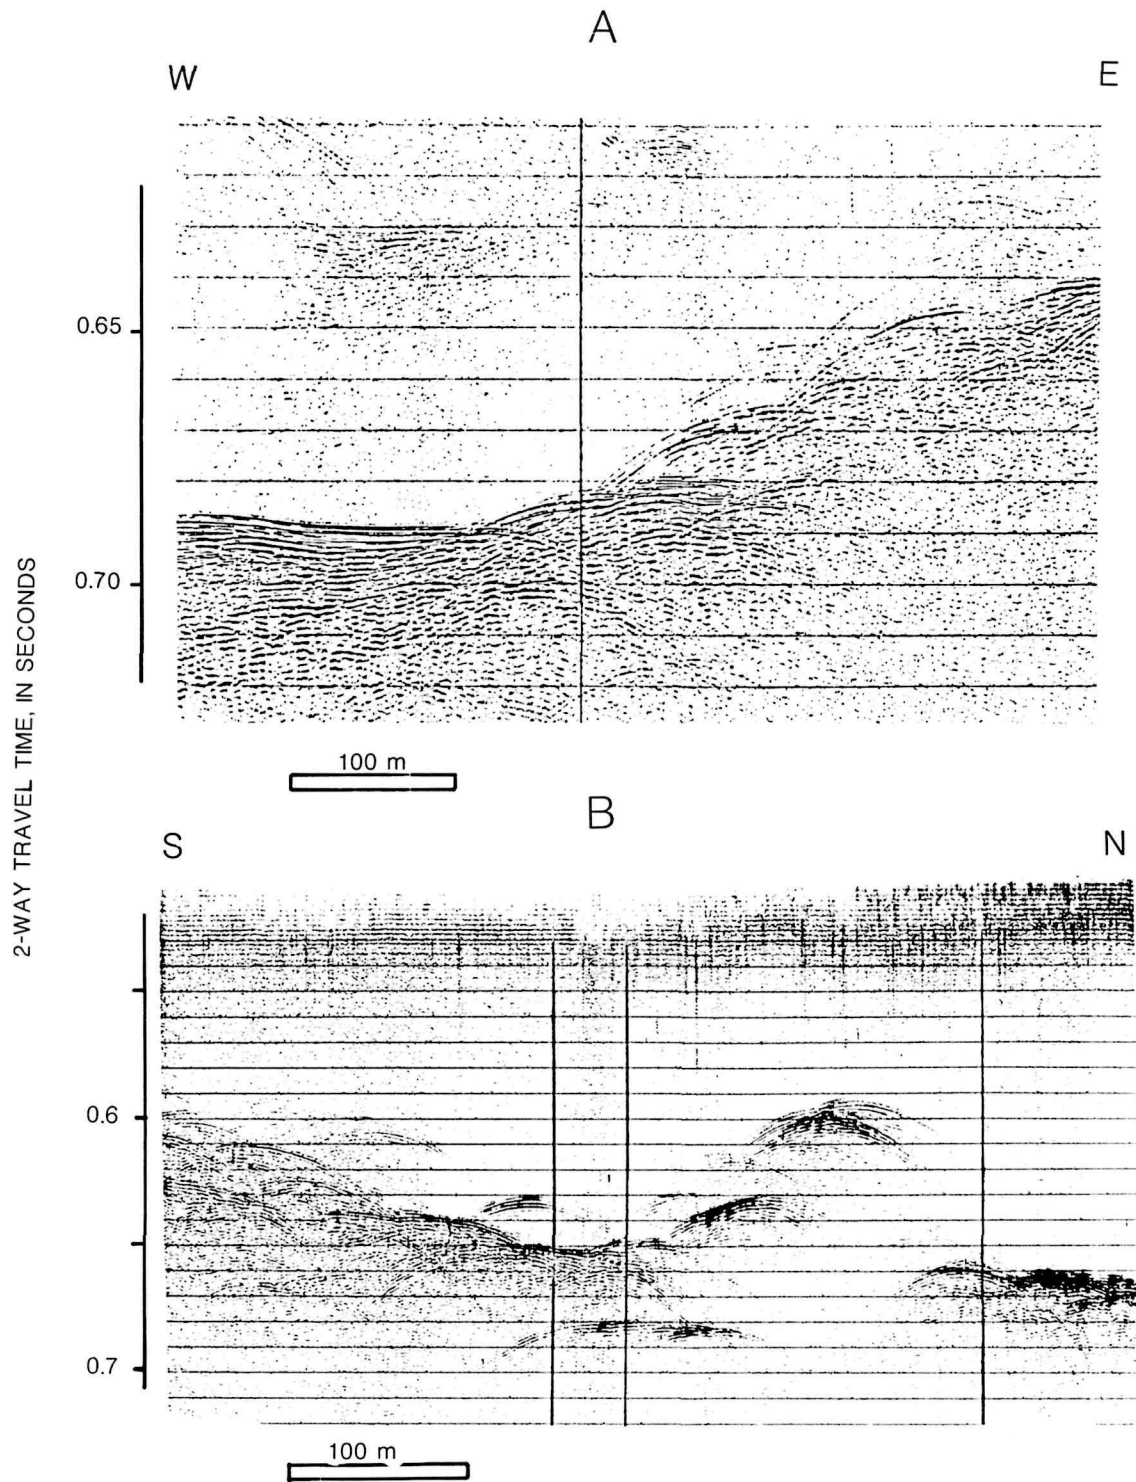 A
W
E
0.65
0.70
2-WAY TRAVEL TIME, IN SECONDS
100 m
B
S
N
0.6
0.7
100 m